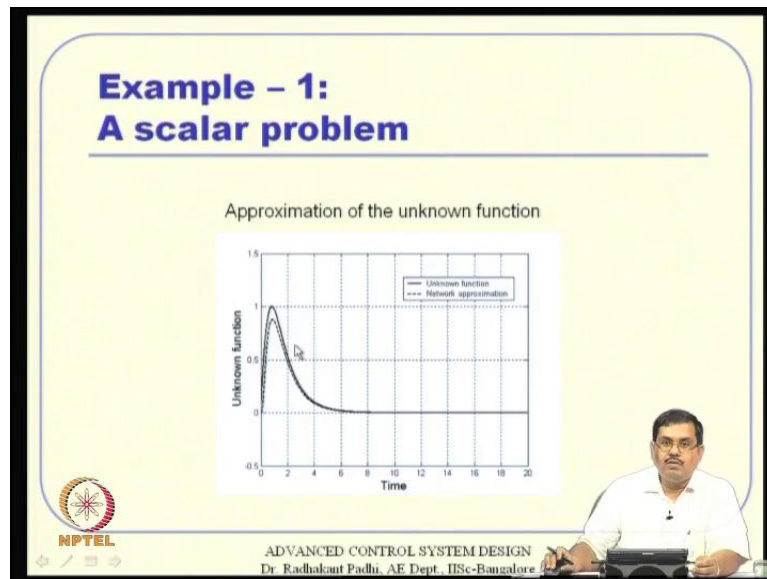 Example – 1:
A scalar problem
Approximation of the unknown function
1.5
1
0.5
0
-0.5
Unknown function
Unknown function
Network approximation
0 2 4 6 8 10 12 14 16 18 20
Time
NPTEL
ADVANCED CONTROL SYSTEM DESIGN
Dr. Radhakant Padhi, AE Dept., IISc-Bangalore